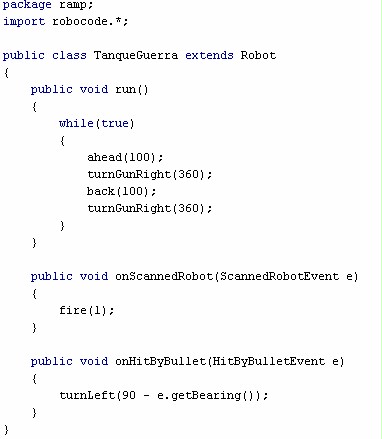 package ramp;
import robocode.*;
public class TanqueGuerra extends Robot
{
public void run()
{
while(true)
{
ahead(100);
turnGunRight(360);
back(100);
turnGunRight(360);
}
}
public void onScannedRobot(ScannedRobotEvent e)
{
fire(1);
}
public void onHitByBullet(HitByBulletEvent e)
{
turnLeft(90 - e.getBearing());
}
}